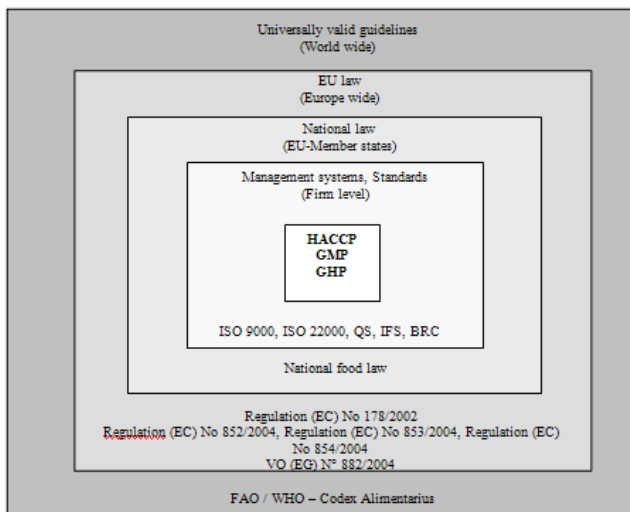 Universally valid guidelines
(World wide)
EU law
(Europe wide)
National law
(EU-Member states)
Management systems, Standards
(Firm level)
HACCP
GMP
GHP
ISO 9000, ISO 22000, QS, IFS, BRC
National food law
Regulation (EC) No 178/2002
Regulation (EC) No 852/2004, Regulation (EC) No 853/2004, Regulation (EC)
No 854/2004
VO (EG) N° 882/2004
FAO / WHO – Codex Alimentarius